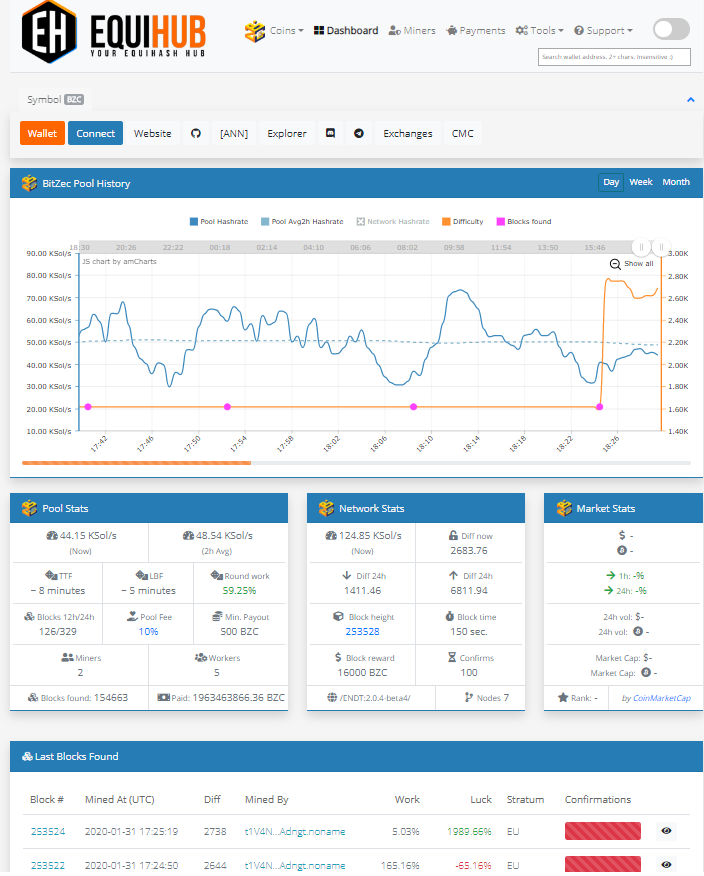 EH EQUIHUB
YOUR EQUIHASH HUB
Coins Dashboard Miners Payments Tools Support
Search wallet address. 2+ chars. Insensitive :)
Symbol BZC
Wallet Connect Website [ANN] Explorer Exchanges CMC
BitZec Pool History Day Week Month
Pool Hashrate Pool Avg2h Hashrate Network Hashrate Difficulty Blocks found
18:30 20:26 22:22 00:18 02:14 04:10 06:06 08:02 09:58 11:54 13:50 15:46
JS chart by amCharts Show all
90.00 KSol/s 3.00K
80.00 KSol/s 2.80K
70.00 KSol/s 2.60K
60.00 KSol/s 2.40K
50.00 KSol/s 2.20K
40.00 KSol/s 2.00K
30.00 KSol/s 1.80K
20.00 KSol/s 1.60K
10.00 KSol/s 1.40K
17:42 17:46 17:50 17:54 17:58 18:02 18:06 18:10 18:14 18:18 18:22 18:26
Pool Stats
44.15 KSol/s 48.54 KSol/s
(Now) (2h Avg)
TTF LBF Round work
~ 8 minutes ~ 5 minutes 59.25%
Blocks 12h/24h Pool Fee Min. Payout
126/329 10% 500 BZC
Miners Workers
2 5
Blocks found: 154663 Paid: 1963463866.36 BZC
Network Stats
124.85 KSol/s Diff now
(Now) 2683.76
Diff 24h Diff 24h
1411.46 6811.94
Block height Block time
253528 150 sec.
Block reward Confirms
16000 BZC 100
/ENDT:2.0.4-beta4/ Nodes 7
Market Stats
$ -
-
1h: -%
24h: -%
24h vol: $-
24h vol: -
Market Cap: $-
Market Cap: -
Rank: - by CoinMarketCap
Last Blocks Found
Block # Mined At (UTC) Diff Mined By Work Luck Stratum Confirmations
253524 2020-01-31 17:25:19 2738 t1V4N...Adngt.noname 5.03% 1989.66% EU
253522 2020-01-31 17:24:50 2644 t1V4N...Adngt.noname 165.16% -65.16% EU